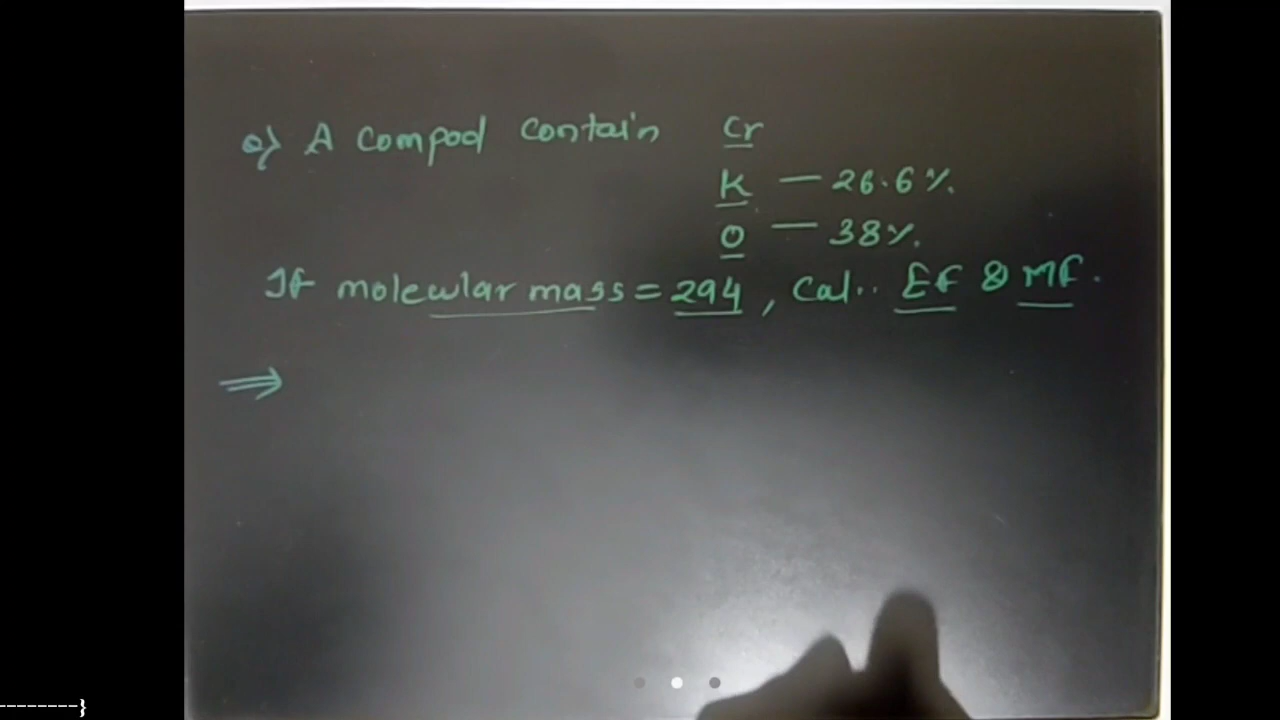 Q) A Compod contain Cr
K — 26.6%.
O — 38%.
If molecular mass = 294, Cal.. EF & MF.
⇒
--------}